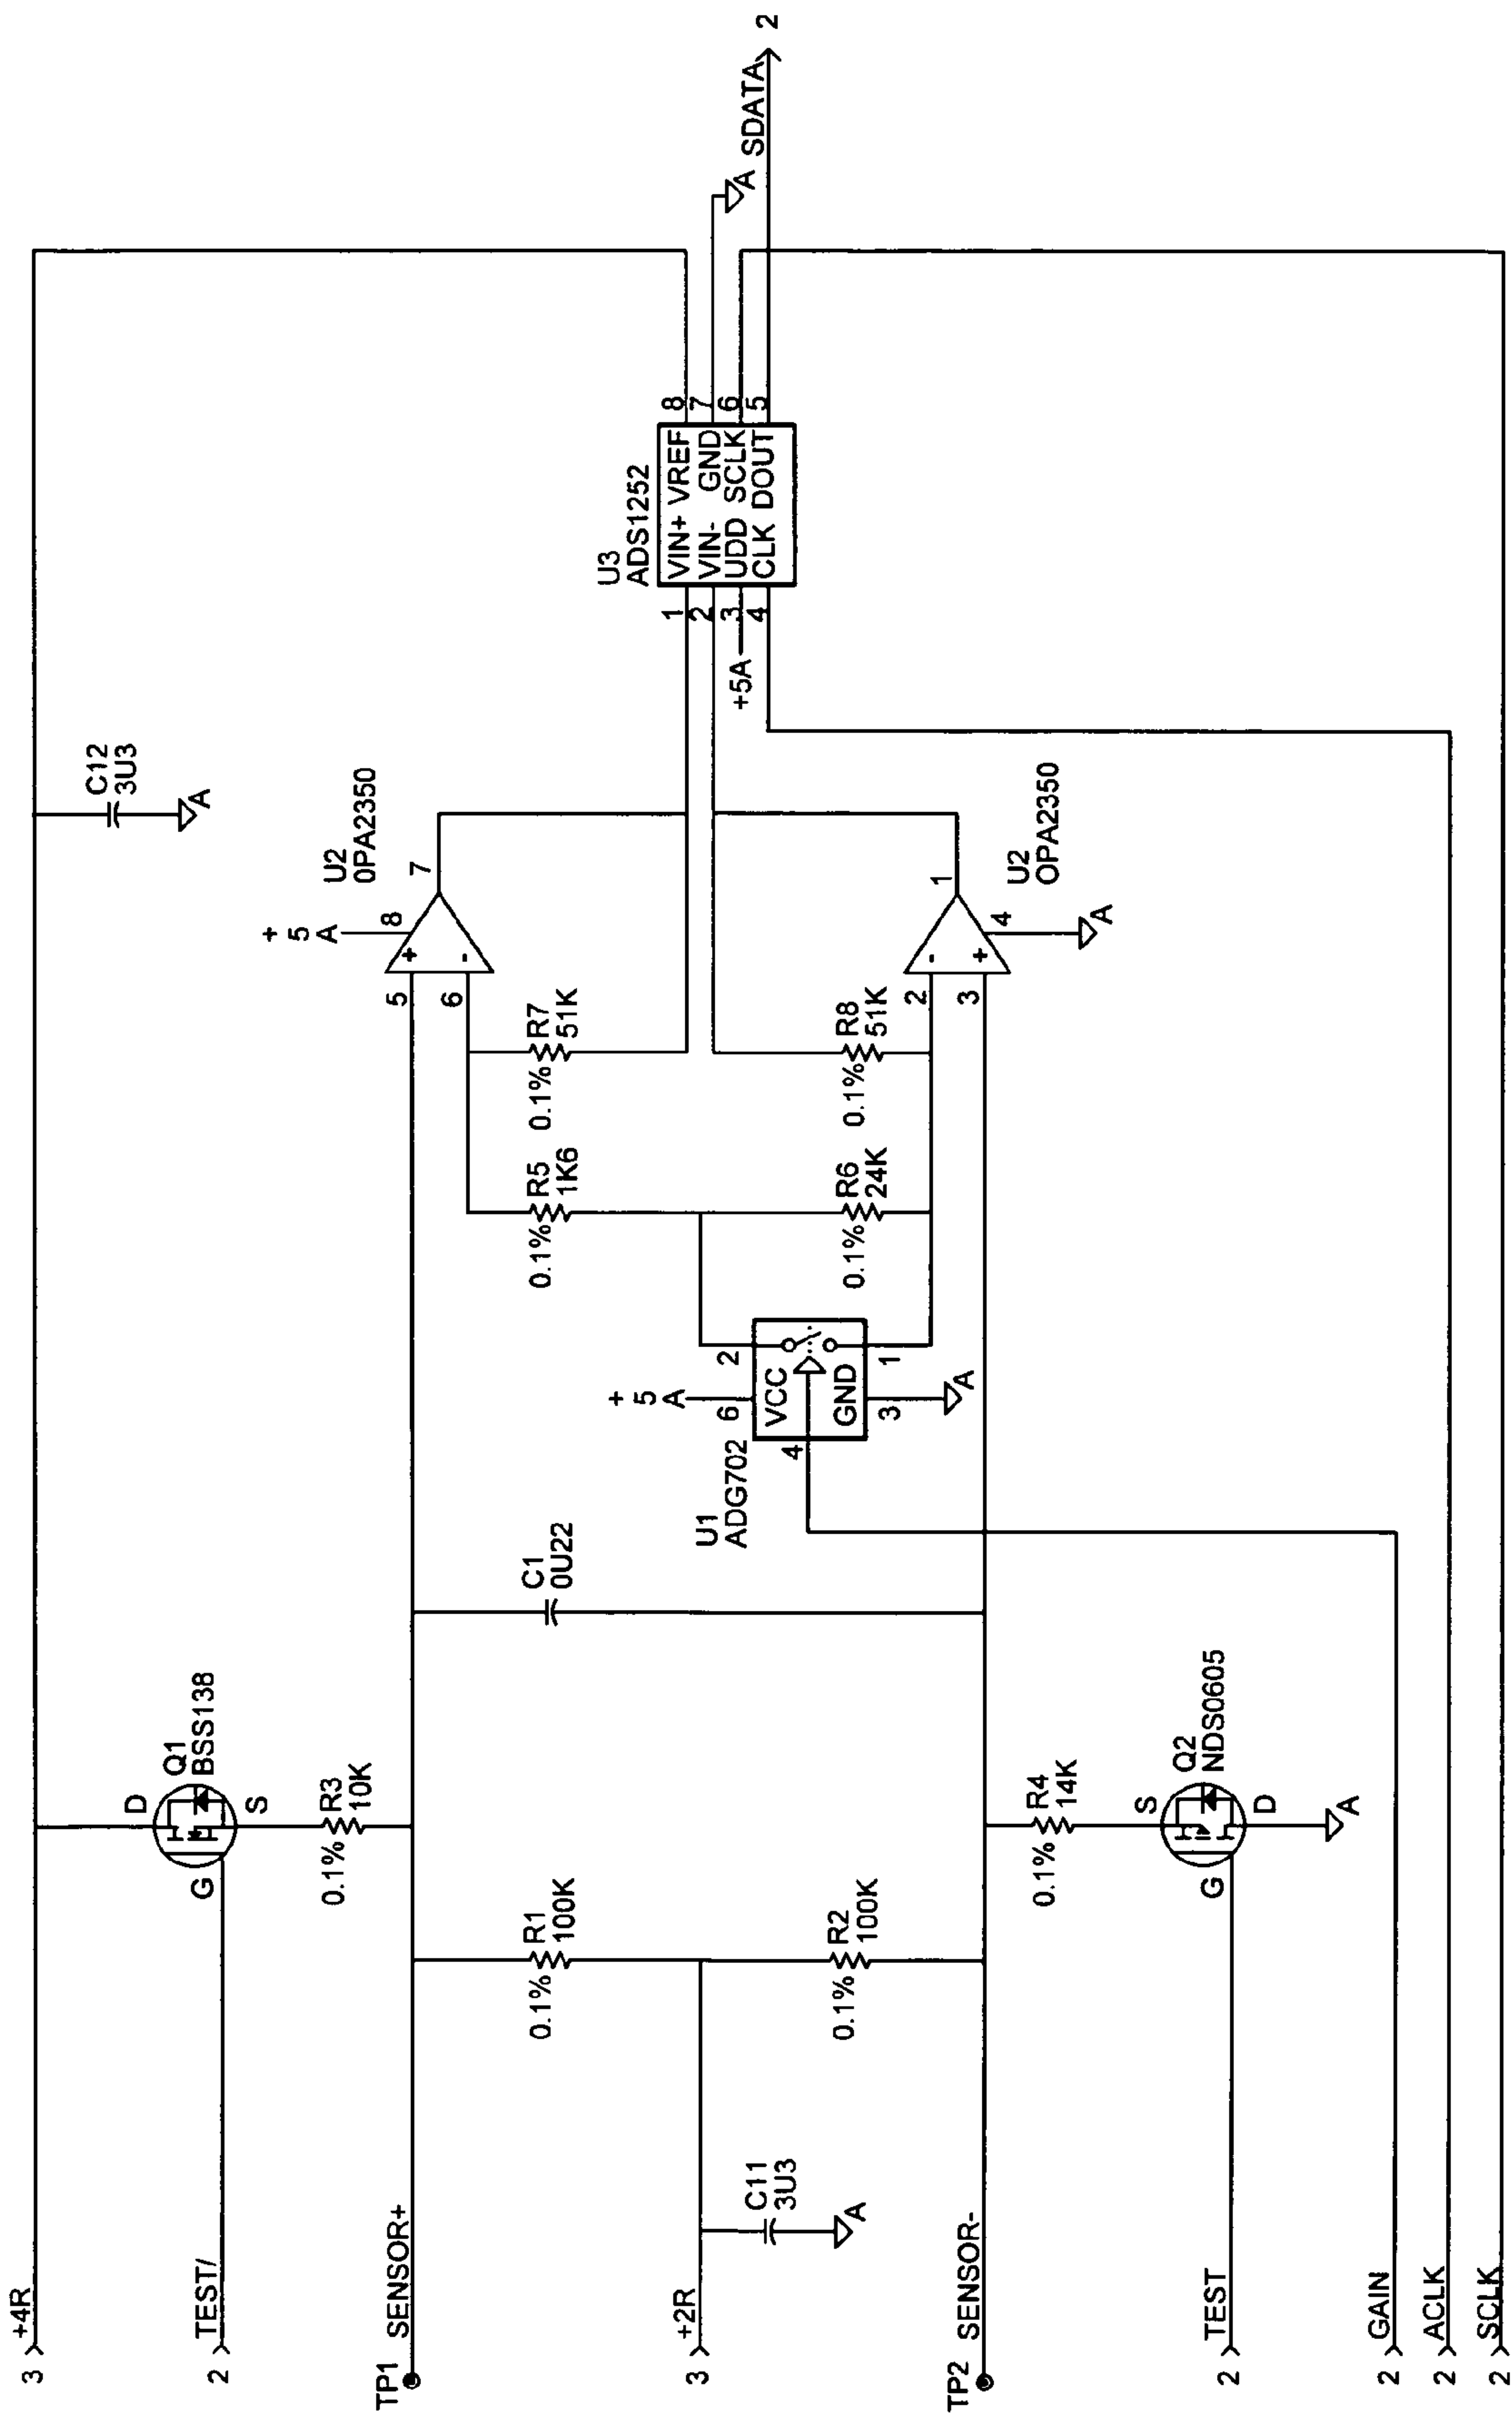 3 +4R
2 TEST/
TP1 SENSOR+
3 +2R
TP2 SENSOR-
2 TEST
2 GAIN
2 ACLK
2 SCLK
C11
3U3
A
D
G
S
Q1
BSS138
0.1%
R3
10K
0.1%
R1
100K
0.1%
R2
100K
0.1%
R4
14K
S
G
D
Q2
NDS0605
A
C1
0U22
U1
ADG702
+
5
A
6
2
VCC
4
GND
3
1
A
0.1%
R5
1K6
0.1%
R6
24K
0.1%
R7
51K
0.1%
R8
51K
+
5
A
8
5
+
6
-
7
U2
0PA2350
2
-
3
+
1
4
A
U2
OPA2350
C12
3U3
A
U3
ADS1252
1 VIN+ VREF 8
2 VIN- GND 7
+5A 3 UDD SCLK 6
4 CLK DOUT 5
A
SDATA 2